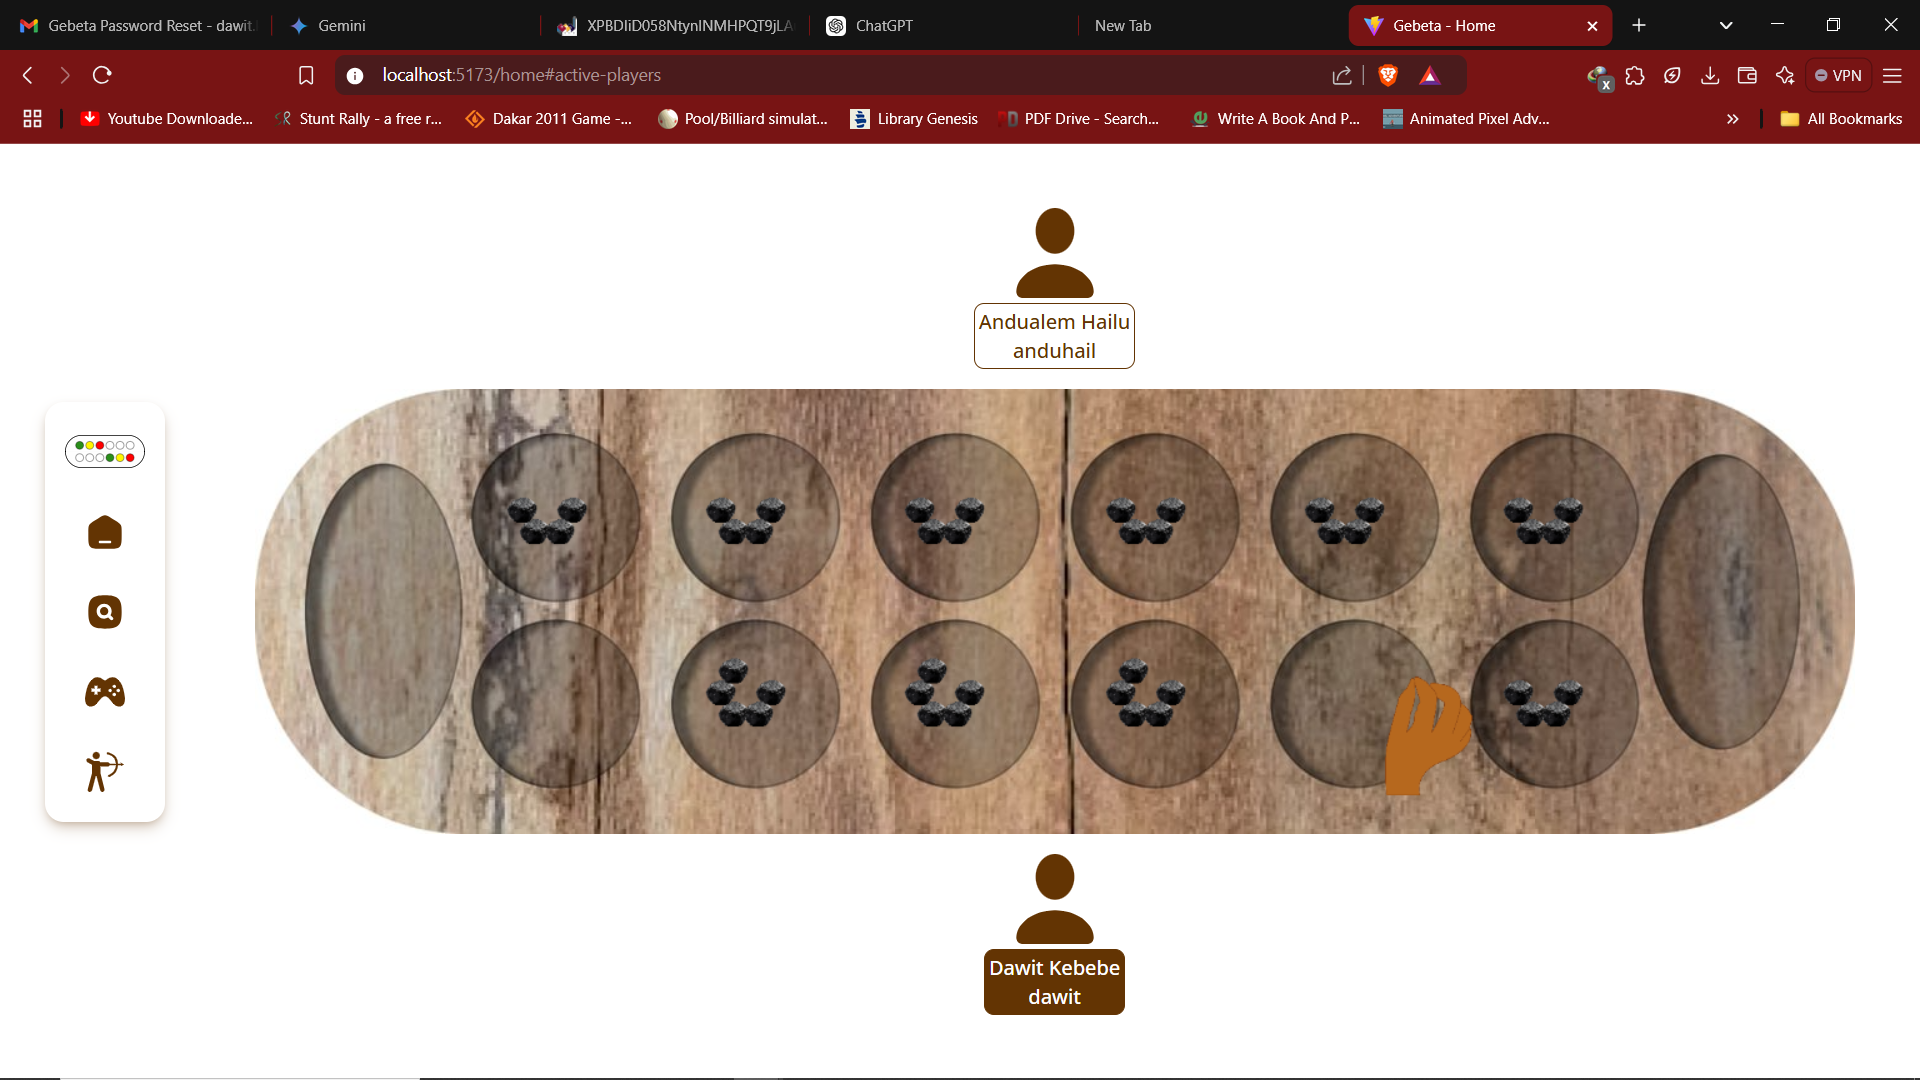 Gebeta Password Reset - dawit.
Gemini
XPBDIiD058NtynINMHPQT9jLA
ChatGPT
New Tab
Gebeta - Home
localhost:5173/home#active-players
VPN
Youtube Downloade...
Stunt Rally - a free r...
Dakar 2011 Game -...
Pool/Billiard simulat...
Library Genesis
PDF Drive - Search...
Write A Book And P...
Animated Pixel Adv...
All Bookmarks
Andualem Hailu
anduhail
Dawit Kebebe
dawit